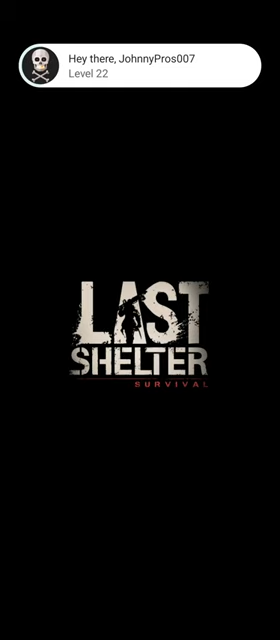 Hey there, JohnnyPros007
Level 22
LAST
SHELTER
SURVIVAL